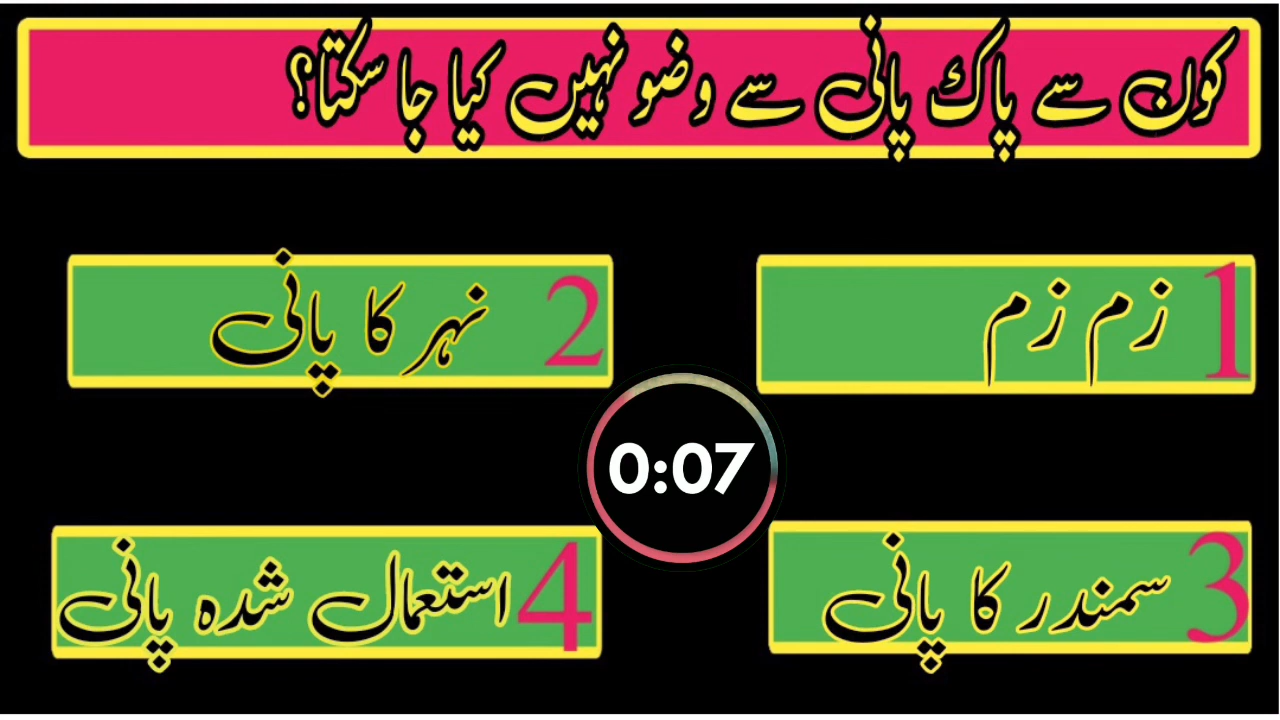 کون سے پاک پانی سے وضو نہیں کیا جا سکتا؟
1 زم زم
2 نہر کا پانی
0:07
3 سمندر کا پانی
4 استعمال شدہ پانی